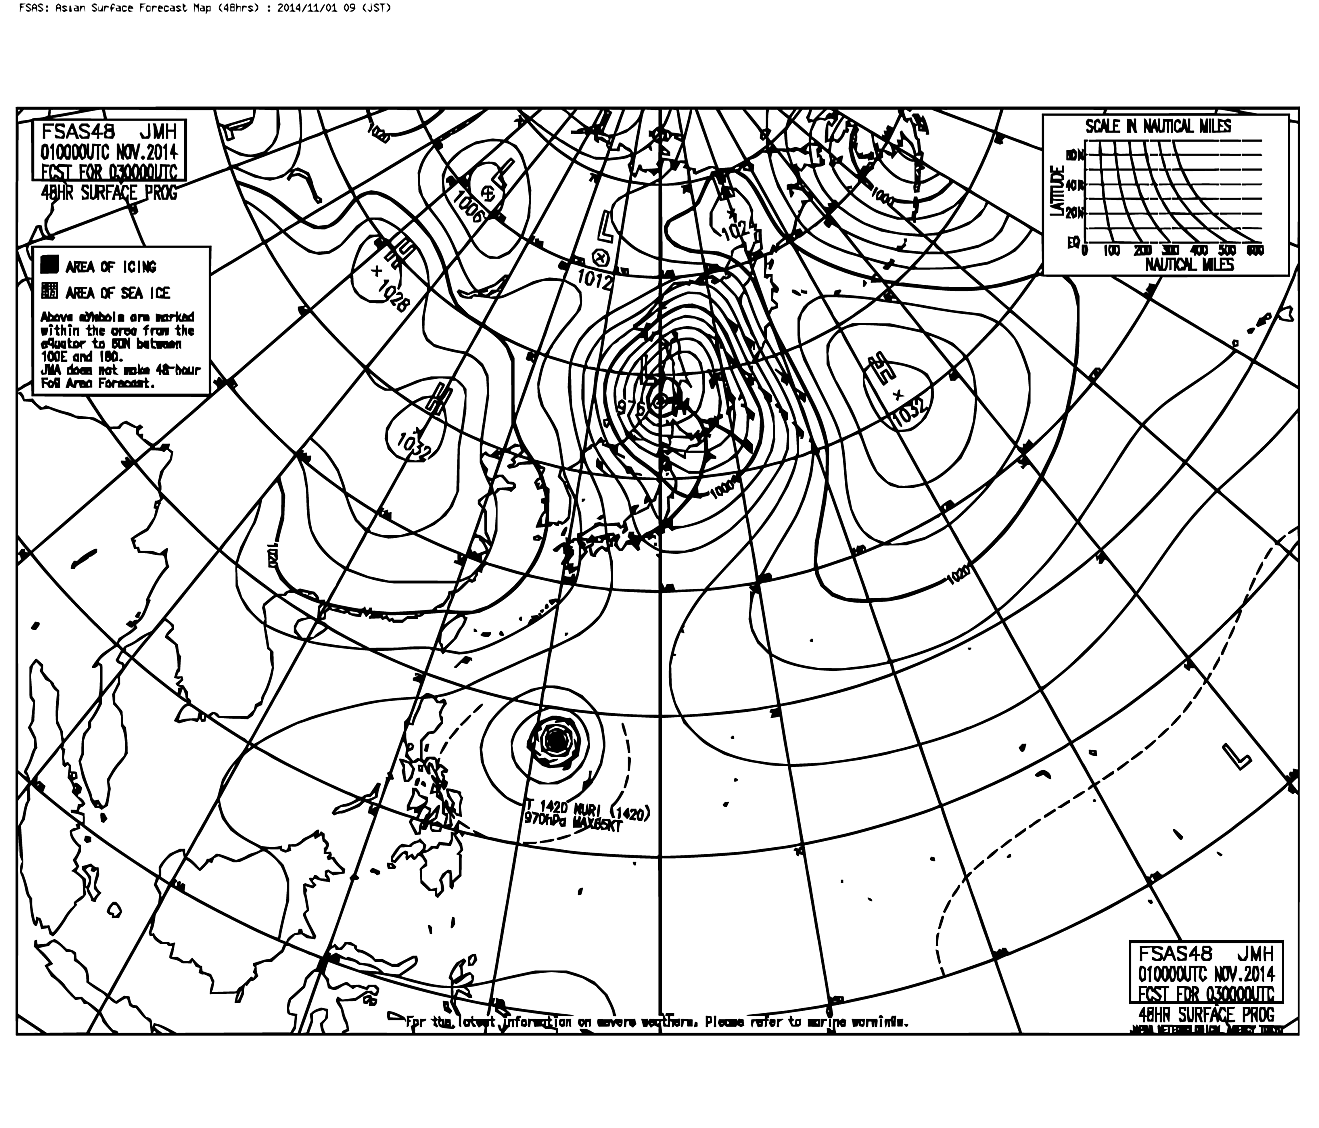 FSAS: Asian Surface Forecast Map (48hrs) : 2014/11/01 09 (JST)
FSAS48 JMH
010000UTC NOV.2014
FCST FOR 030000UTC
48HR SURFACE PROG
AREA OF ICING
AREA OF SEA ICE
Above symbols are marked
within the area from the
equator to 60N between
100E and 180.
JMA does not make 48-hour
Fog Area Forecast.
SCALE IN NAUTICAL MILES
LATITUDE
60N
40N
20N
EQ
0 100 200 300 400 500 600
NAUTICAL MILES
1020
L
1006
L
1012
1024
1000
H
1028
H
1032
L
976
H
1032
1000
1020
1020
L
T 1420 NURI (1420)
970hPa MAX65KT
For the latest information on severe weathers, Please refer to marine warnings.
FSAS48 JMH
010000UTC NOV.2014
FCST FOR 030000UTC
48HR SURFACE PROG
JAPAN METEOROLOGICAL AGENCY TOKYO